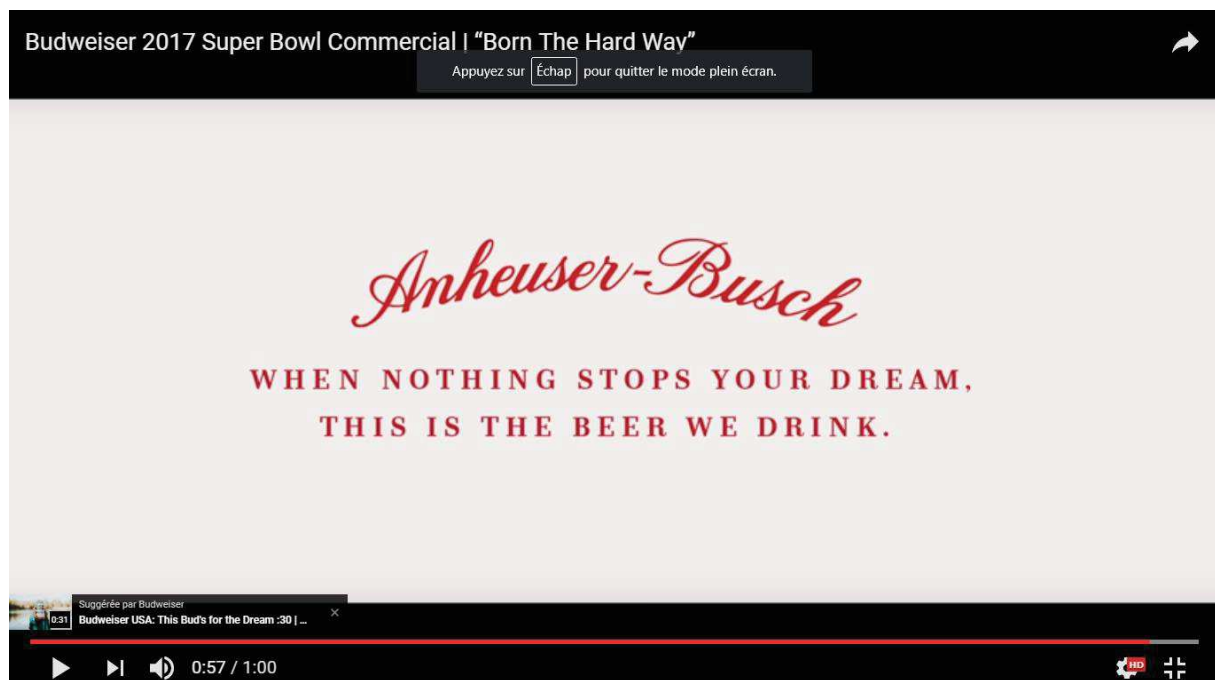 Budweiser 2017 Super Bowl Commercial | “Born The Hard Way”
Appuyez sur Échap pour quitter le mode plein écran.
Anheuser-Busch
WHEN NOTHING STOPS YOUR DREAM,
THIS IS THE BEER WE DRINK.
Suggérée par Budweiser
0:31
Budweiser USA: This Bud's for the Dream :30 | ...
0:57 / 1:00
HD